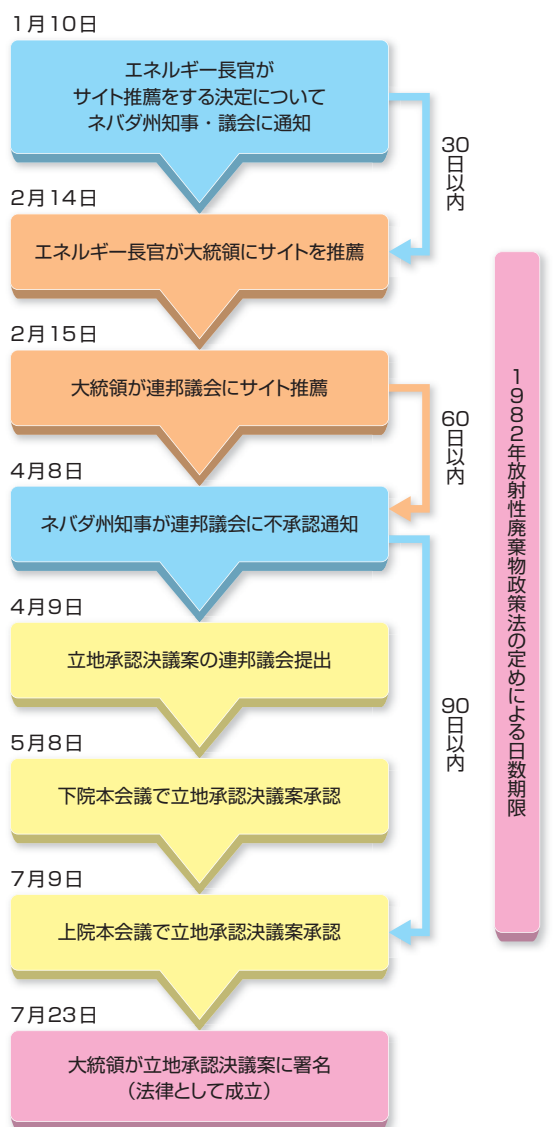 1月10日
エネルギー長官が
サイト推薦をする決定について
ネバダ州知事・議会に通知
30日以内
2月14日
エネルギー長官が大統領にサイトを推薦
2月15日
大統領が連邦議会にサイト推薦
60日以内
4月8日
ネバダ州知事が連邦議会に不承認通知
4月9日
立地承認決議案の連邦議会提出
5月8日
下院本会議で立地承認決議案承認
90日以内
7月9日
上院本会議で立地承認決議案承認
7月23日
大統領が立地承認決議案に署名
(法律として成立)
1982年放射性廃棄物政策法の定めによる日数期限